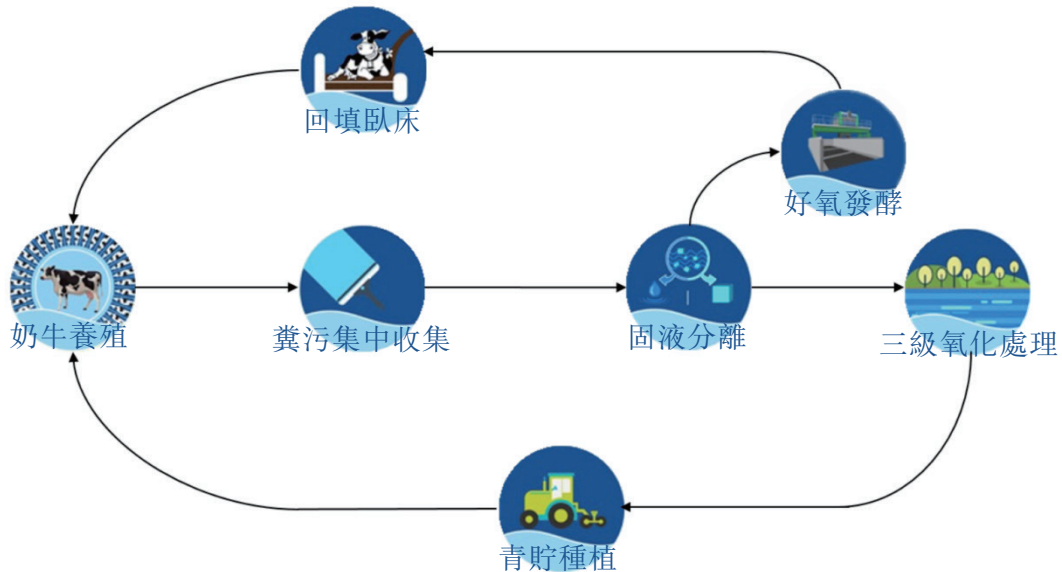 回填臥床
好氧發酵
奶牛養殖
糞污集中收集
固液分離
三級氧化處理
青貯種植